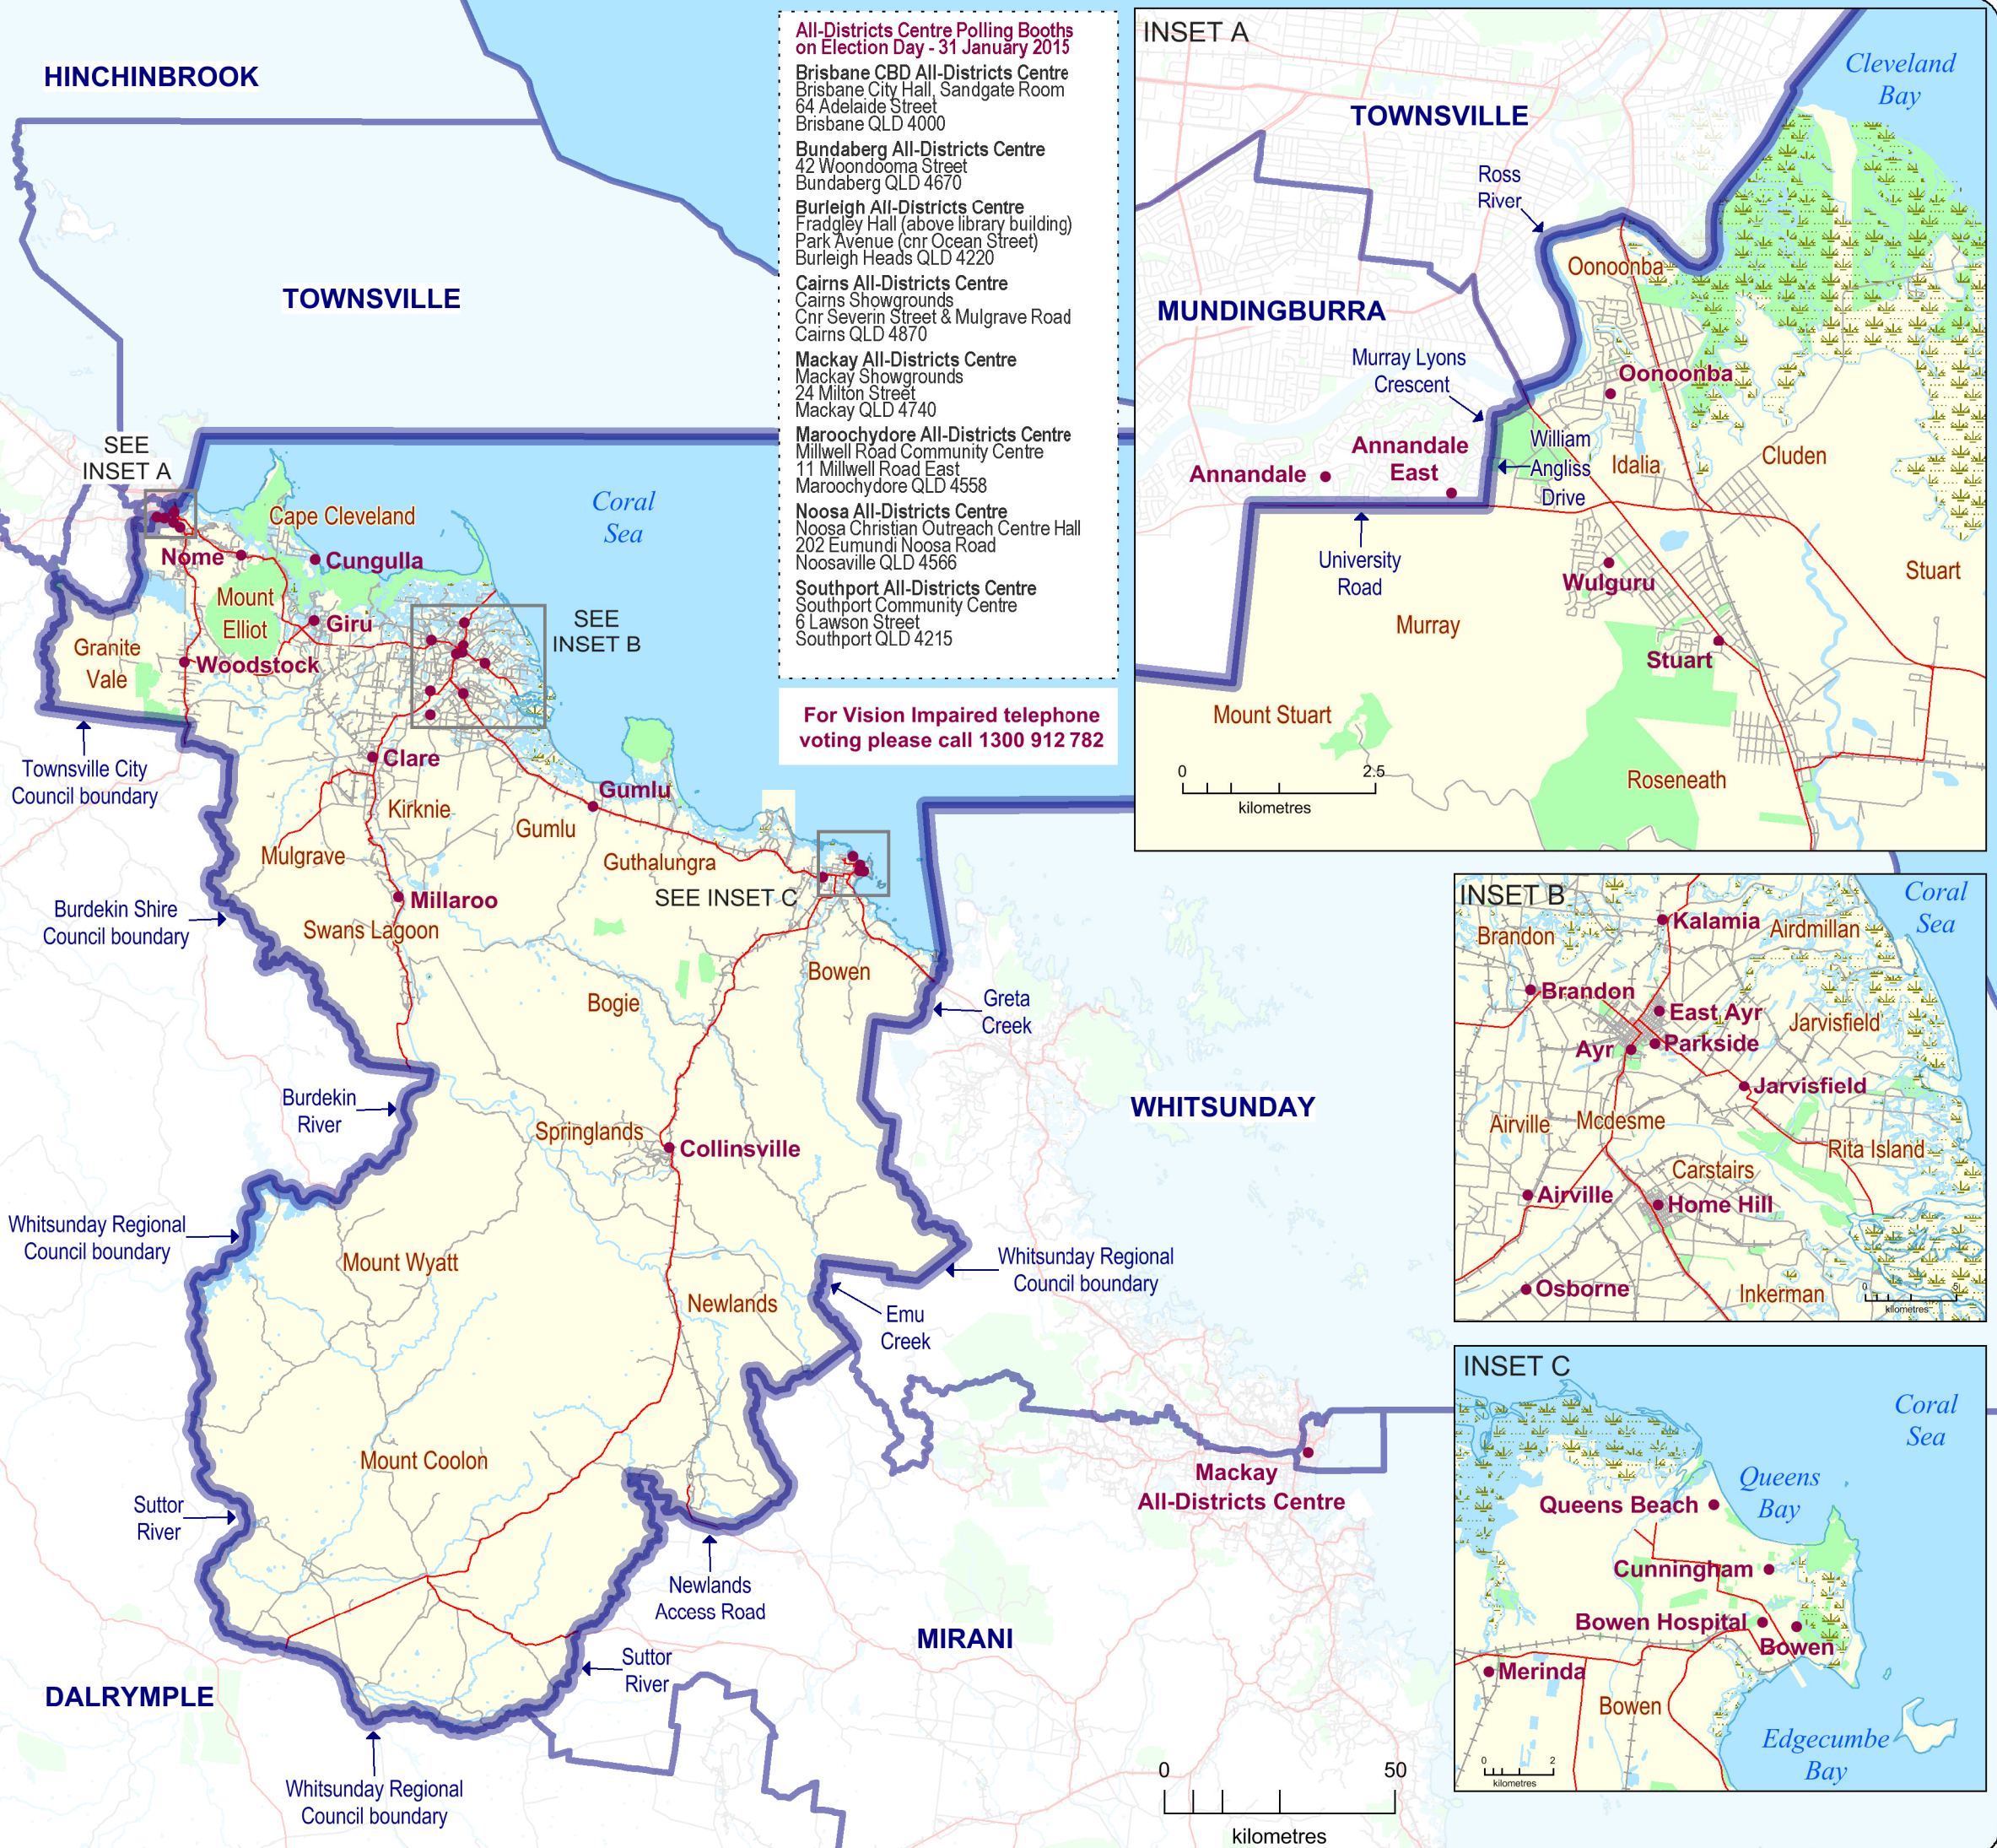 HINCHINBROOK
TOWNSVILLE
SEE
INSET A
Cape Cleveland
Coral
Sea
Nome
Cungulla
Mount
Elliot
Giru
SEE
INSET B
Granite
Vale
Woodstock
Townsville City
Council boundary
Clare
Kirknie
Gumlu
Gumlu
Mulgrave
Guthalungra
SEE INSET C
Millaroo
Burdekin Shire
Council boundary
Swans Lagoon
Bowen
Bogie
Greta
Creek
Burdekin
River
WHITSUNDAY
Springlands
Collinsville
Whitsunday Regional
Council boundary
Mount Wyatt
Whitsunday Regional
Council boundary
Newlands
Emu
Creek
Mount Coolon
Mackay
All-Districts Centre
Suttor
River
Newlands
Access Road
MIRANI
Suttor
River
DALRYMPLE
Whitsunday Regional
Council boundary
0 50
kilometres
All-Districts Centre Polling Booths
on Election Day - 31 January 2015
Brisbane CBD All-Districts Centre
Brisbane City Hall, Sandgate Room
64 Adelaide Street
Brisbane QLD 4000
Bundaberg All-Districts Centre
42 Woondooma Street
Bundaberg QLD 4670
Burleigh All-Districts Centre
Fradgley Hall (above library building)
Park Avenue (cnr Ocean Street)
Burleigh Heads QLD 4220
Cairns All-Districts Centre
Cairns Showgrounds
Cnr Severin Street & Mulgrave Road
Cairns QLD 4870
Mackay All-Districts Centre
Mackay Showgrounds
24 Milton Street
Mackay QLD 4740
Maroochydore All-Districts Centre
Millwell Road Community Centre
11 Millwell Road East
Maroochydore QLD 4558
Noosa All-Districts Centre
Noosa Christian Outreach Centre Hall
202 Eumundi Noosa Road
Noosaville QLD 4566
Southport All-Districts Centre
Southport Community Centre
6 Lawson Street
Southport QLD 4215
For Vision Impaired telephone
voting please call 1300 912 782
INSET A
Cleveland
Bay
TOWNSVILLE
Ross
River
Oonoonba
MUNDINGBURRA
Murray Lyons
Crescent
Oonoonba
Annandale
East
Annandale
William
Angliss
Drive
Idalia
Cluden
University
Road
Wulguru
Stuart
Murray
Stuart
Mount Stuart
Roseneath
0 2.5
kilometres
INSET B
Coral
Sea
Kalamia
Airdmillan
Brandon
Brandon
East Ayr
Jarvisfield
Ayr
Parkside
Jarvisfield
Airville
Mcdesme
Rita Island
Carstairs
Airville
Home Hill
Osborne
Inkerman
0 5
kilometres
INSET C
Coral
Sea
Queens
Bay
Queens Beach
Cunningham
Bowen Hospital
Bowen
Merinda
Bowen
Edgecumbe
Bay
0 2
kilometres